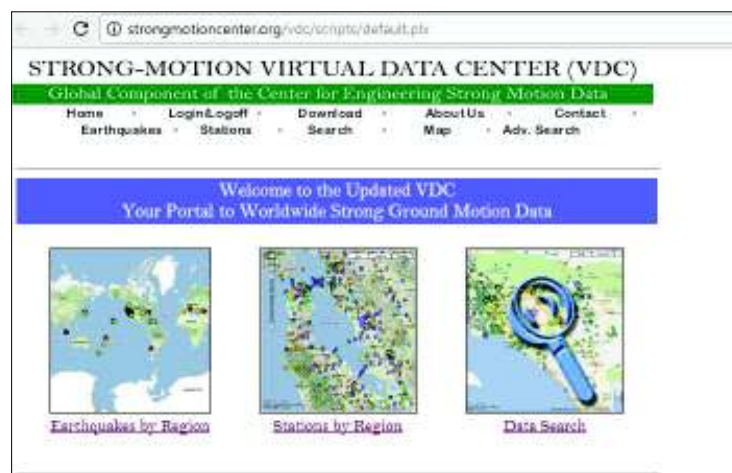 strongmotioncenter.org/vdc/scripts/default.plx
STRONG-MOTION VIRTUAL DATA CENTER (VDC)
Global Component of the Center for Engineering Strong Motion Data
Home Login&Logoff Download About Us Contact
Earthquakes Stations Search Map Adv. Search
Welcome to the Updated VDC
Your Portal to Worldwide Strong Ground Motion Data
Earthquakes by Region Stations by Region Data Search